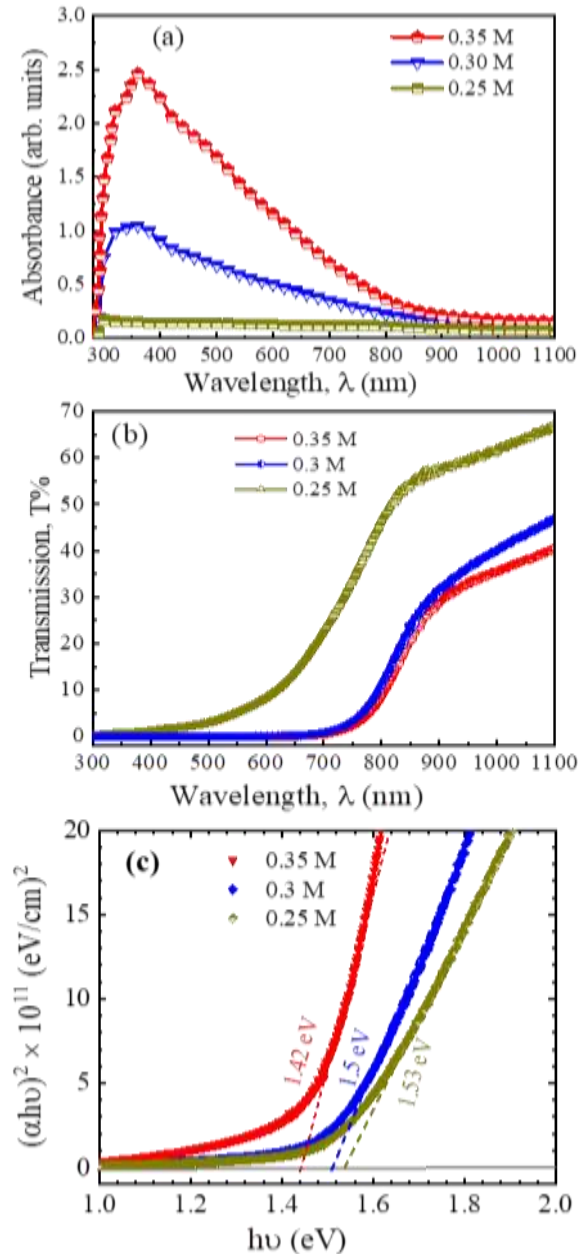 (a)
0.35 M
0.30 M
0.25 M
Absorbance (arb. units)
3.0
2.5
2.0
1.5
1.0
0.5
0.0
300 400 500 600 700 800 900 1000 1100
Wavelength, λ (nm)
(b)
0.35 M
0.3 M
0.25 M
Transmission, T%
70
60
50
40
30
20
10
0
300 400 500 600 700 800 900 1000 1100
Wavelength, λ (nm)
(c)
0.35 M
0.3 M
0.25 M
(αhυ)² × 10¹¹ (eV/cm)²
20
15
10
5
0
1.42 eV
1.5 eV
1.53 eV
1.0 1.2 1.4 1.6 1.8 2.0
hυ (eV)